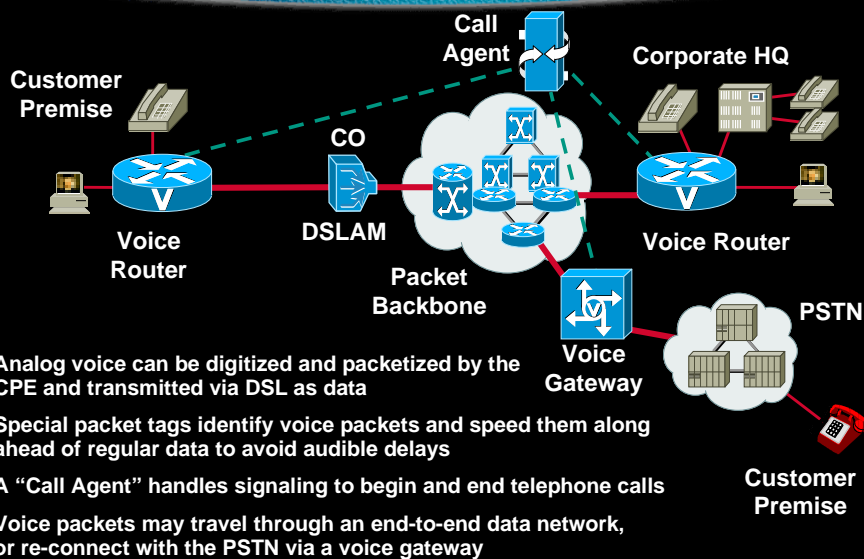 Call
Agent
Corporate HQ
Customer
Premise
CO
V
V
DSLAM
Voice
Router
Voice Router
Packet
Backbone
V
PSTN
Voice
Gateway
Analog voice can be digitized and packetized by the
CPE and transmitted via DSL as data
Special packet tags identify voice packets and speed them along
ahead of regular data to avoid audible delays
A “Call Agent” handles signaling to begin and end telephone calls
Customer
Premise
Voice packets may travel through an end-to-end data network,
or re-connect with the PSTN via a voice gateway